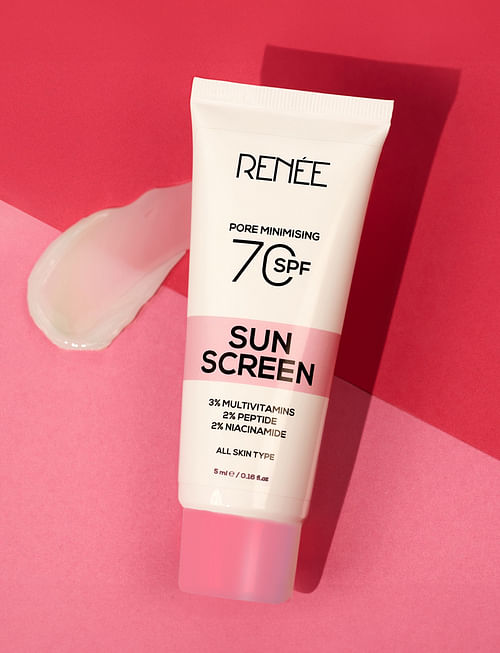 RENÉE
PORE MINIMISING
70 SPF
SUN
SCREEN
3% MULTIVITAMINS
2% PEPTIDE
2% NIACINAMIDE
ALL SKIN TYPE
5 ml ℮ / 0.16 fl.oz